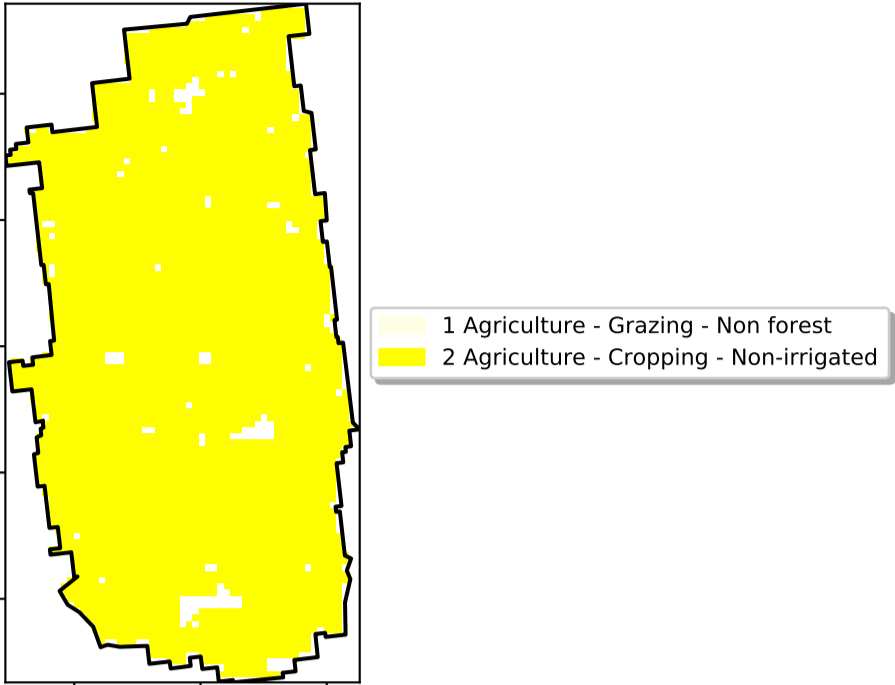 1 Agriculture - Grazing - Non forest
2 Agriculture - Cropping - Non-irrigated